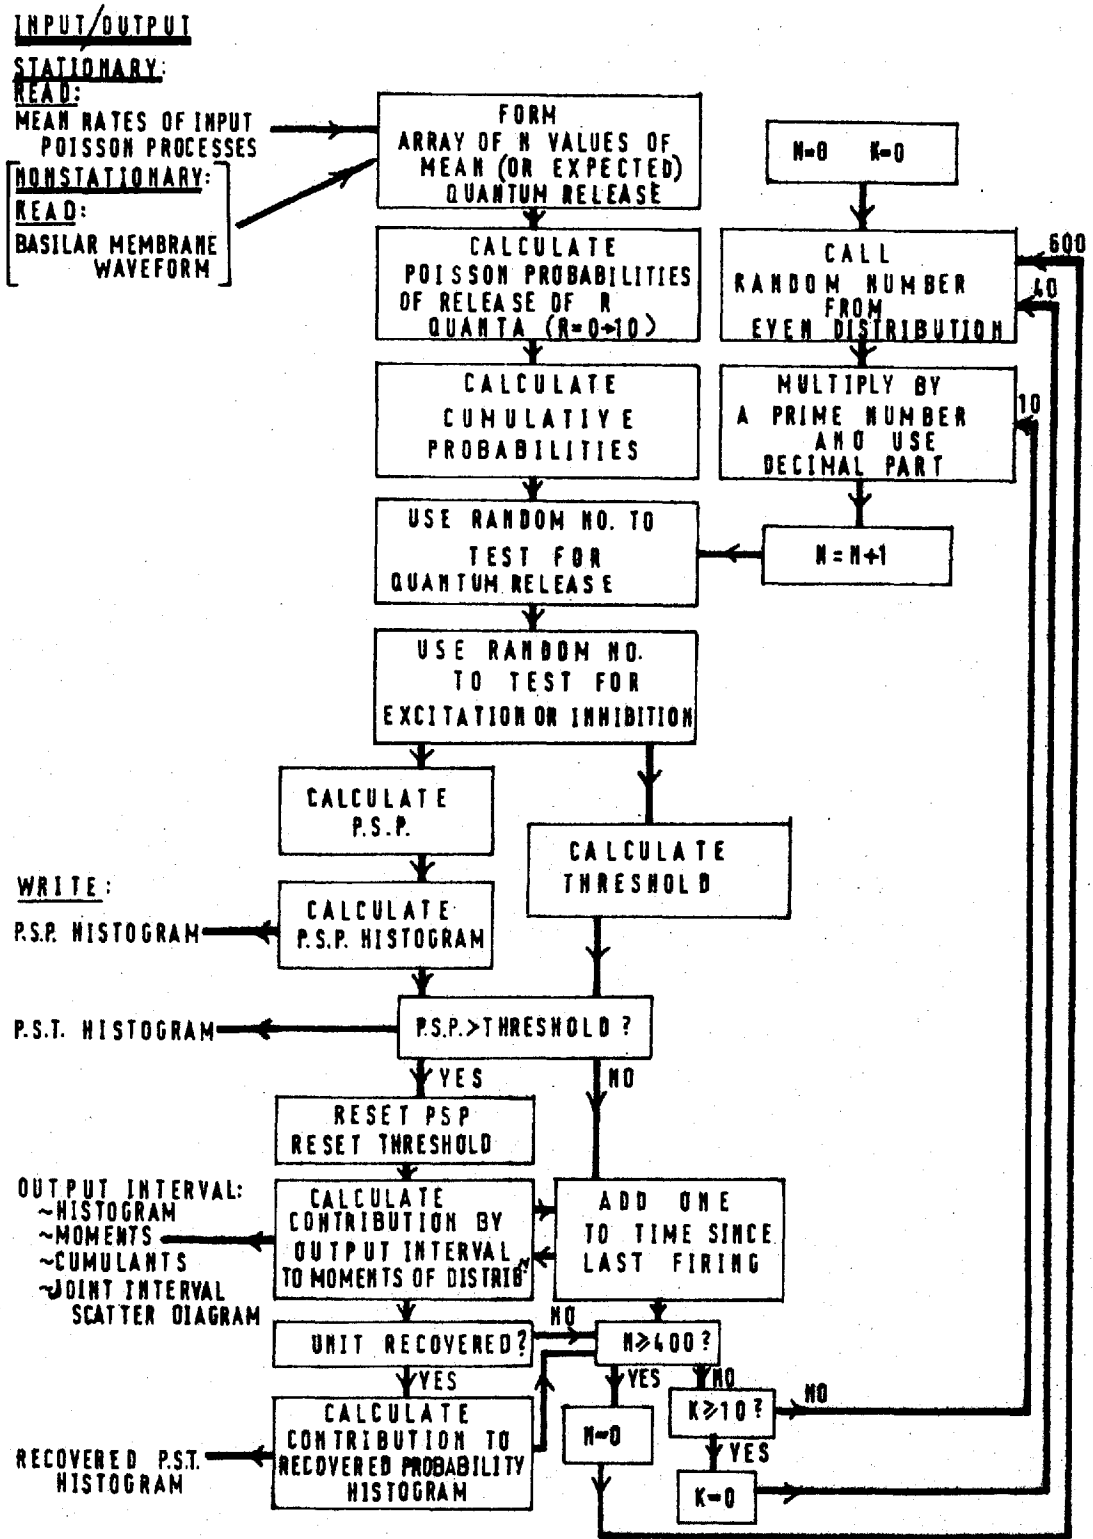 INPUT/OUTPUT
STATIONARY:
READ:
MEAN RATES OF INPUT
POISSON PROCESSES
NONSTATIONARY:
READ:
BASILAR MEMBRANE
WAVEFORM
FORM
ARRAY OF N VALUES OF
MEAN (OR EXPECTED)
QUANTUM RELEASE
N=0 K=0
CALCULATE
POISSON PROBABILITIES
OF RELEASE OF R
QUANTA (R=0→10)
CALL
RANDOM NUMBER
FROM
EVEN DISTRIBUTION
600
40
CALCULATE
CUMULATIVE
PROBABILITIES
MULTIPLY BY
A PRIME NUMBER
AND USE
DECIMAL PART
10
USE RANDOM NO. TO
TEST FOR
QUANTUM RELEASE
N=N+1
USE RANDOM NO.
TO TEST FOR
EXCITATION OR INHIBITION
CALCULATE
P.S.P.
CALCULATE
THRESHOLD
WRITE:
P.S.P. HISTOGRAM
CALCULATE
P.S.P. HISTOGRAM
P.S.T. HISTOGRAM
P.S.P.>THRESHOLD?
YES
NO
RESET PSP
RESET THRESHOLD
OUTPUT INTERVAL:
~HISTOGRAM
~MOMENTS
~CUMULANTS
~JOINT INTERVAL
SCATTER DIAGRAM
CALCULATE
CONTRIBUTION BY
OUTPUT INTERVAL
TO MOMENTS OF DISTRIB~
ADD ONE
TO TIME SINCE
LAST FIRING
UNIT RECOVERED?
NO
N≥400?
YES
YES
NO
K≥10?
NO
CALCULATE
CONTRIBUTION TO
RECOVERED PROBABILITY
HISTOGRAM
N=0
YES
K=0
RECOVERED P.S.T.
HISTOGRAM